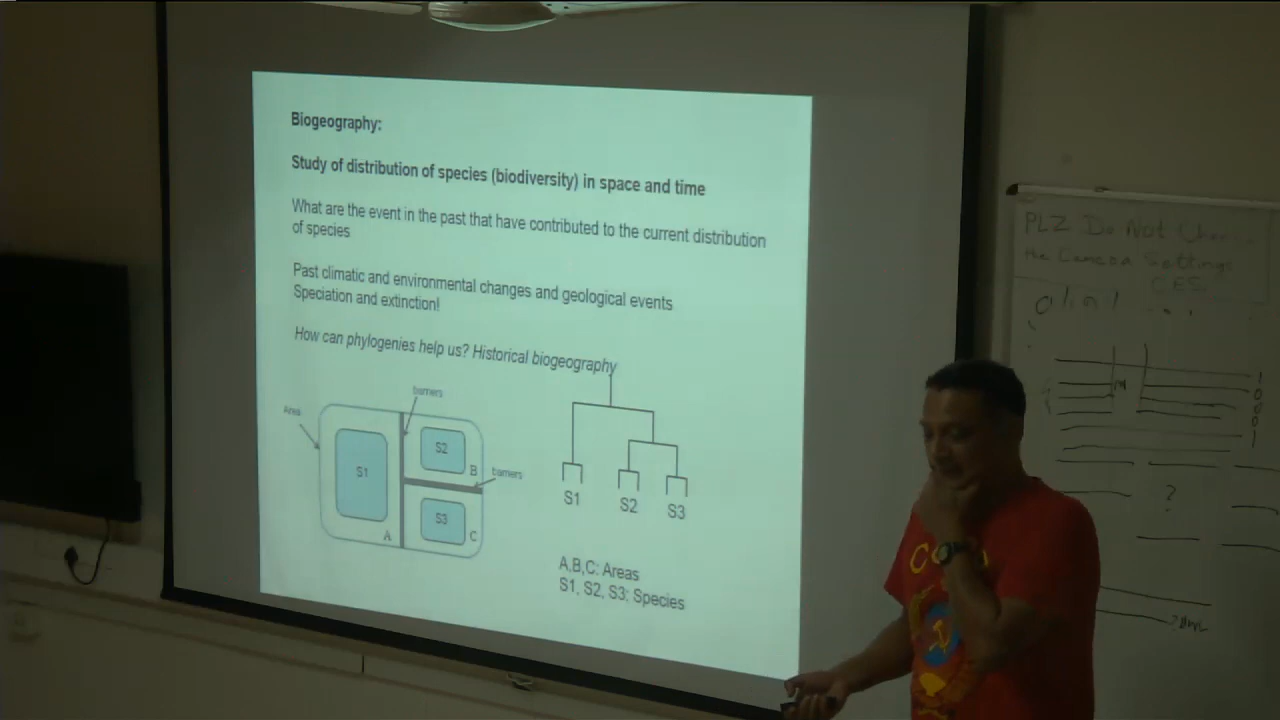 Biogeography:
Study of distribution of species (biodiversity) in space and time
What are the event in the past that have contributed to the current distribution
of species
Past climatic and environmental changes and geological events
Speciation and extinction!
How can phylogenies help us? Historical biogeography
barriers
Area
S1
S2
B
barriers
S3
A
C
S1
S2
S3
A,B,C: Areas
S1, S2, S3: Species
PLZ Do Not
the Camera Settings
CES
?